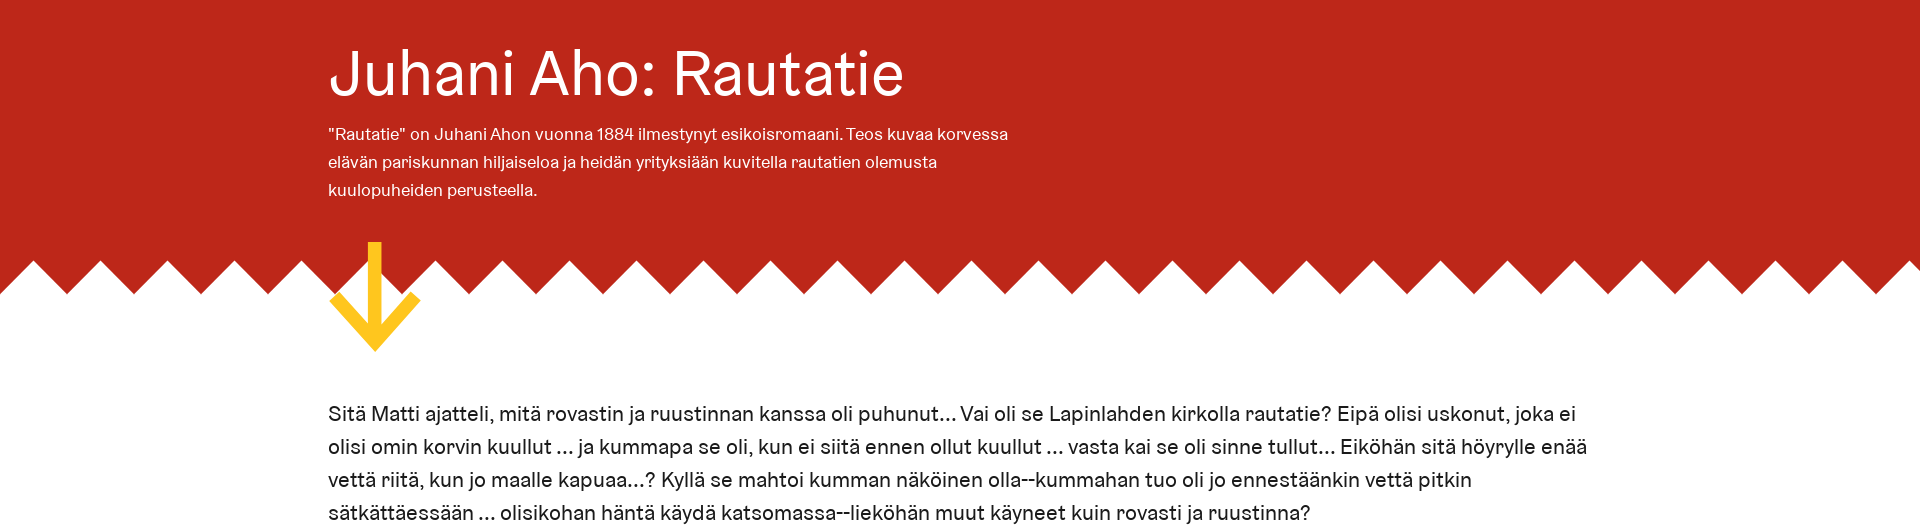 Juhani Aho: Rautatie
"Rautatie" on Juhani Ahon vuonna 1884 ilmestynyt esikoisromaani. Teos kuvaa korvessa
elävän pariskunnan hiljaiseloa ja heidän yrityksiään kuvitella rautatien olemusta
kuulopuheiden perusteella.
Sitä Matti ajatteli, mitä rovastin ja ruustinnan kanssa oli puhunut... Vai oli se Lapinlahden kirkolla rautatie? Eipä olisi uskonut, joka ei
olisi omin korvin kuullut ... ja kummapa se oli, kun ei siitä ennen ollut kuullut ... vasta kai se oli sinne tullut... Eiköhän sitä höyrylle enää
vettä riitä, kun jo maalle kapuaa...? Kyllä se mahtoi kumman näköinen olla--kummahan tuo oli jo ennestäänkin vettä pitkin
sätkättäessään ... olisikohan häntä käydä katsomassa--lieköhän muut käyneet kuin rovasti ja ruustinna?